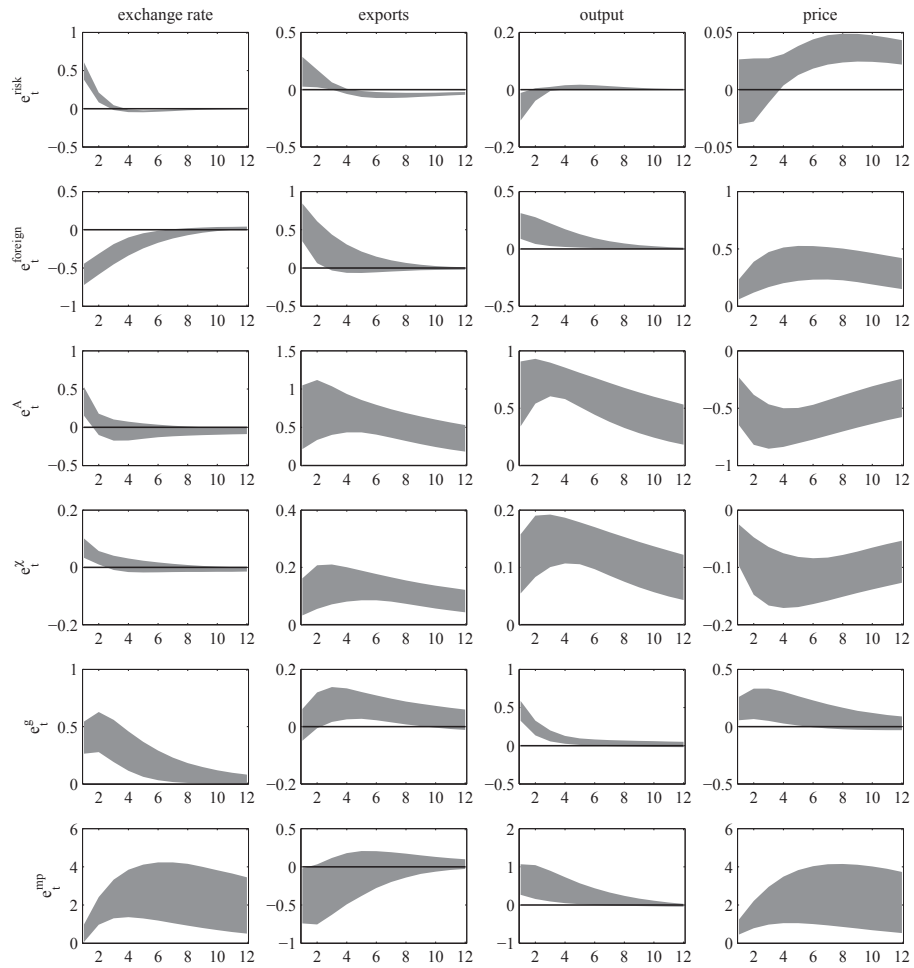 exchange rate exports output price
1 0.5 0.2 0.05
0.5
e_t^risk 0 0 0 0
−0.5 −0.5 −0.2 −0.05
2 4 6 8 10 12 2 4 6 8 10 12 2 4 6 8 10 12 2 4 6 8 10 12
0.5 1 0.5 1
e_t^foreign 0 0.5 0 0.5
−0.5 0
−1 −0.5 −0.5 0
2 4 6 8 10 12 2 4 6 8 10 12 2 4 6 8 10 12 2 4 6 8 10 12
1 1.5 1 0
e_t^A 0.5 1 0.5 −0.5
0 0.5
−0.5 0 0 −1
2 4 6 8 10 12 2 4 6 8 10 12 2 4 6 8 10 12 2 4 6 8 10 12
0.2 0.4 0.2 0
e_t^χ 0 0.2 0.1 −0.1
−0.2 0 0 −0.2
2 4 6 8 10 12 2 4 6 8 10 12 2 4 6 8 10 12 2 4 6 8 10 12
1 0.2 1 0.5
e_t^g 0.5 0 0.5 0
0
0 −0.2 −0.5 −0.5
2 4 6 8 10 12 2 4 6 8 10 12 2 4 6 8 10 12 2 4 6 8 10 12
6 0.5 2 6
e_t^mp 4 0 1 4
2 −0.5 0 2
0 −1 −1 0
2 4 6 8 10 12 2 4 6 8 10 12 2 4 6 8 10 12 2 4 6 8 10 12